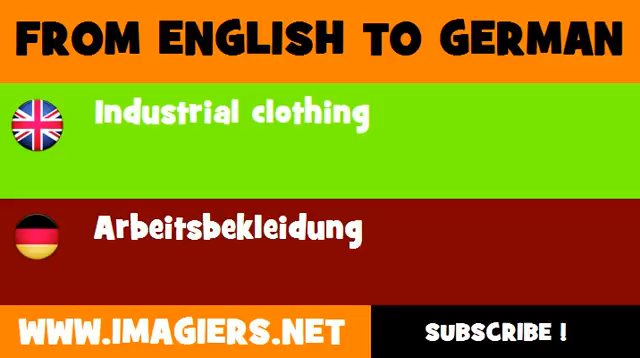 FROM ENGLISH TO GERMAN
Industrial clothing
Arbeitsbekleidung
WWW.IMAGIERS.NET
SUBSCRIBE !